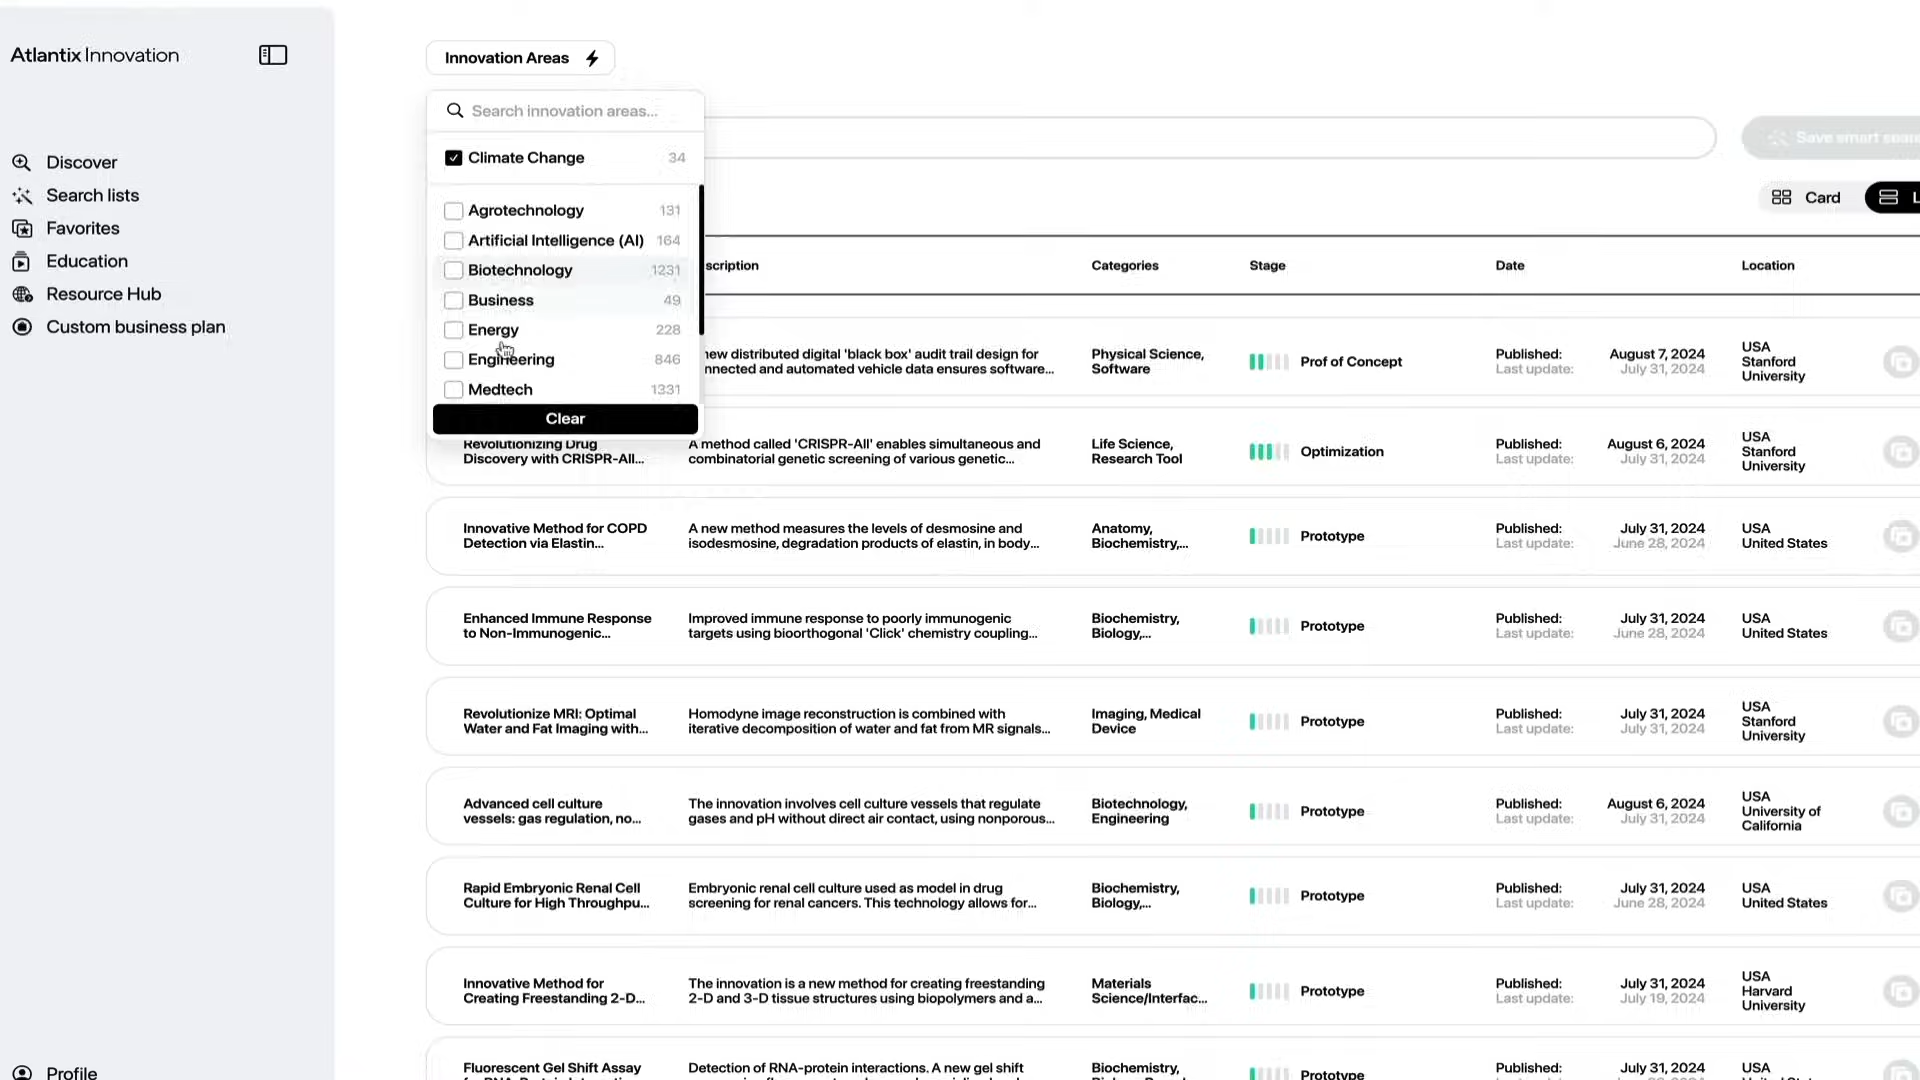 Atlantix Innovation
Discover
Search lists
Favorites
Education
Resource Hub
Custom business plan
Profile
Innovation Areas
Search innovation areas...
Climate Change 34
Agrotechnology 131
Artificial Intelligence (AI) 164
Biotechnology 1231
Business 49
Energy 228
Engineering 846
Medtech 1331
Clear
Save smart sear
Card
L
scription Categories Stage Date Location
new distributed digital 'black box' audit trail design for
nnected and automated vehicle data ensures software...
Physical Science,
Software
Prof of Concept
Published: August 7, 2024
Last update: July 31, 2024
USA
Stanford
University
Revolutionizing Drug
Discovery with CRISPR-All...
A method called 'CRISPR-All' enables simultaneous and
combinatorial genetic screening of various genetic...
Life Science,
Research Tool
Optimization
Published: August 6, 2024
Last update: July 31, 2024
USA
Stanford
University
Innovative Method for COPD
Detection via Elastin...
A new method measures the levels of desmosine and
isodesmosine, degradation products of elastin, in body...
Anatomy,
Biochemistry,...
Prototype
Published: July 31, 2024
Last update: June 28, 2024
USA
United States
Enhanced Immune Response
to Non-Immunogenic...
Improved immune response to poorly immunogenic
targets using bioorthogonal 'Click' chemistry coupling...
Biochemistry,
Biology,...
Prototype
Published: July 31, 2024
Last update: June 28, 2024
USA
United States
Revolutionize MRI: Optimal
Water and Fat Imaging with...
Homodyne image reconstruction is combined with
iterative decomposition of water and fat from MR signals...
Imaging, Medical
Device
Prototype
Published: July 31, 2024
Last update: July 31, 2024
USA
Stanford
University
Advanced cell culture
vessels: gas regulation, no...
The innovation involves cell culture vessels that regulate
gases and pH without direct air contact, using nonporous...
Biotechnology,
Engineering
Prototype
Published: August 6, 2024
Last update: July 31, 2024
USA
University of
California
Rapid Embryonic Renal Cell
Culture for High Throughpu...
Embryonic renal cell culture used as model in drug
screening for renal cancers. This technology allows for...
Biochemistry,
Biology,...
Prototype
Published: July 31, 2024
Last update: June 28, 2024
USA
United States
Innovative Method for
Creating Freestanding 2-D...
The innovation is a new method for creating freestanding
2-D and 3-D tissue structures using biopolymers and a...
Materials
Science/Interfac...
Prototype
Published: July 31, 2024
Last update: July 19, 2024
USA
Harvard
University
Fluorescent Gel Shift Assay
Detection of RNA-protein interactions. A new gel shift
Biochemistry,
Prototype
Published: July 31, 2024
USA